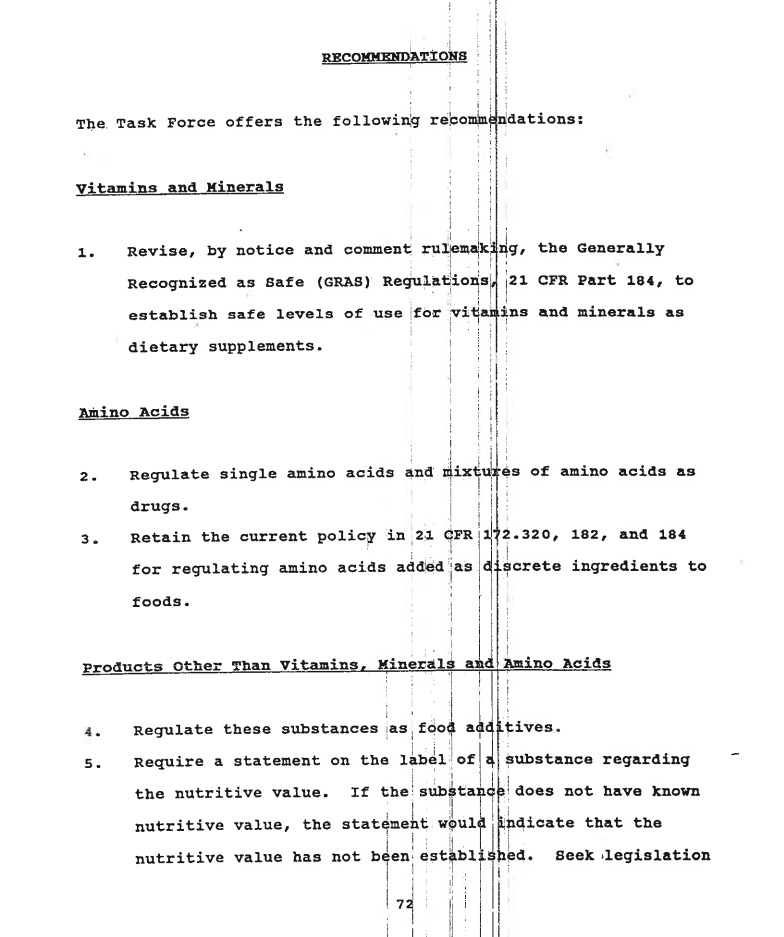 RECOMMENDATIONS
The Task Force offers the following recommendations:
Vitamins and Minerals
1. Revise, by notice and comment rulemaking, the Generally
Recognized as Safe (GRAS) Regulations, 21 CFR Part 184, to
establish safe levels of use for vitamins and minerals as
dietary supplements.
Amino Acids
2. Regulate single amino acids and mixtures of amino acids as
drugs.
3. Retain the current policy in 21 CFR 172.320, 182, and 184
for regulating amino acids added as discrete ingredients to
foods.
Products Other Than Vitamins, Minerals and Amino Acids
4. Regulate these substances as food additives.
5. Require a statement on the label of a substance regarding
the nutritive value. If the substance does not have known
nutritive value, the statement would indicate that the
nutritive value has not been established. Seek legislation
72